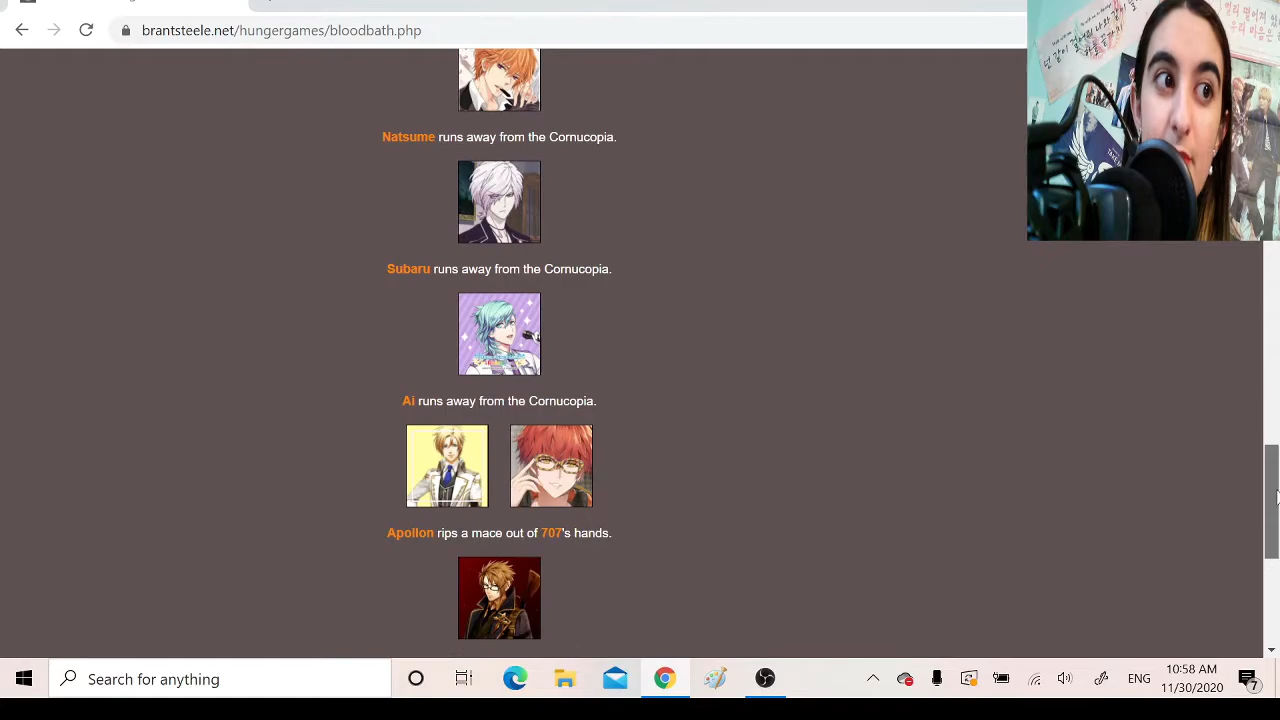 brantsteele.net/hungergames/bloodbath.php
Natsume runs away from the Cornucopia.
Subaru runs away from the Cornucopia.
Ai runs away from the Cornucopia.
Apollon rips a mace out of 707's hands.
Search for anything
ENG
10:58 AM
11/30/2020
7